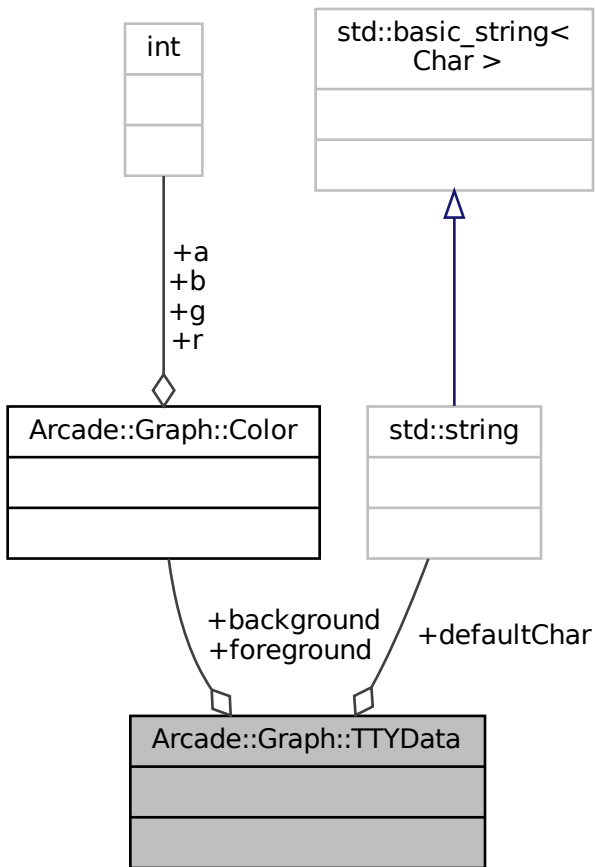 int
std::basic_string<
Char >
+a
+b
+g
+r
Arcade::Graph::Color
std::string
+background
+foreground
+defaultChar
Arcade::Graph::TTYData